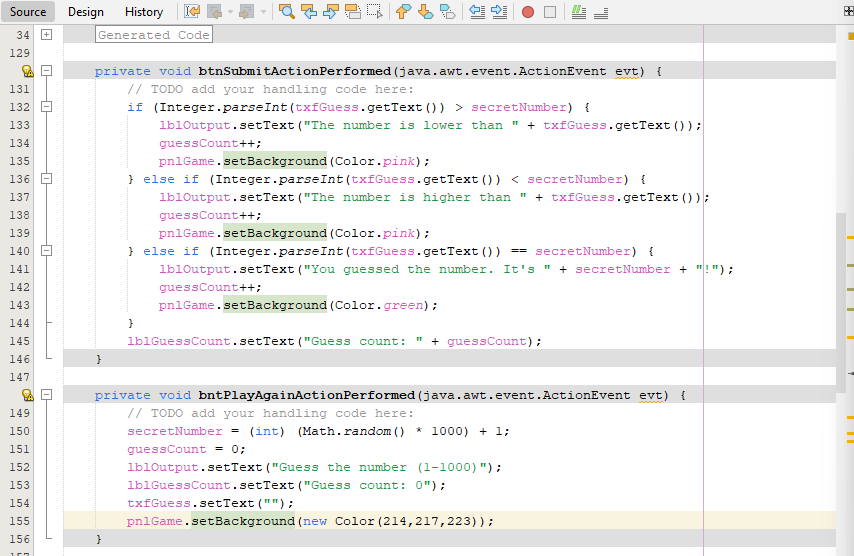 Source Design History
34 Generated Code
129
private void btnSubmitActionPerformed(java.awt.event.ActionEvent evt) {
131 // TODO add your handling code here:
132 if (Integer.parseInt(txfGuess.getText()) > secretNumber) {
133 lblOutput.setText("The number is lower than " + txfGuess.getText());
134 guessCount++;
135 pnlGame.setBackground(Color.pink);
136 } else if (Integer.parseInt(txfGuess.getText()) < secretNumber) {
137 lblOutput.setText("The number is higher than " + txfGuess.getText());
138 guessCount++;
139 pnlGame.setBackground(Color.pink);
140 } else if (Integer.parseInt(txfGuess.getText()) == secretNumber) {
141 lblOutput.setText("You guessed the number. It's " + secretNumber + "!");
142 guessCount++;
143 pnlGame.setBackground(Color.green);
144 }
145 lblGuessCount.setText("Guess count: " + guessCount);
146 }
147
private void bntPlayAgainActionPerformed(java.awt.event.ActionEvent evt) {
149 // TODO add your handling code here:
150 secretNumber = (int) (Math.random() * 1000) + 1;
151 guessCount = 0;
152 lblOutput.setText("Guess the number (1-1000)");
153 lblGuessCount.setText("Guess count: 0");
154 txfGuess.setText("");
155 pnlGame.setBackground(new Color(214,217,223));
156 }